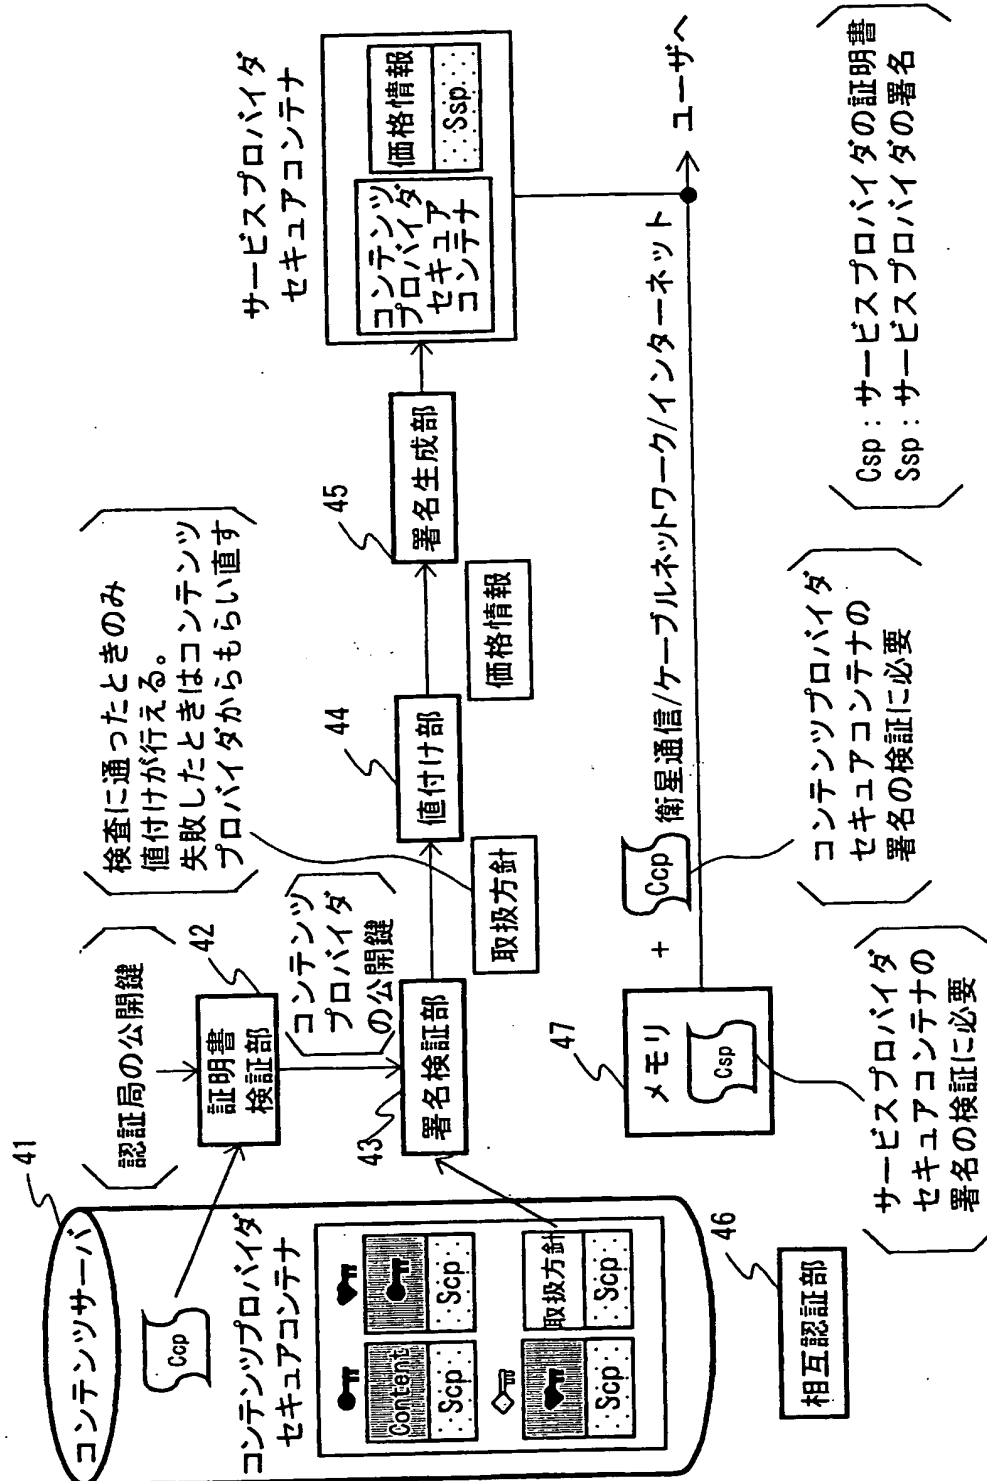 コンテンツサーバ
41
Ccp
コンテンツプロバイダ
セキュアコンテナ
Content
Scp
Scp
Scp
取扱方針
Scp
認証局の公開鍵
42
証明書
検証部
コンテンツ
プロバイダ
の公開鍵
43
署名検証部
検査に通ったときのみ
値付けが行える。
失敗したときはコンテンツ
プロバイダからもらい直す
取扱方針
44
値付け部
価格情報
45
署名生成部
サービスプロバイダ
セキュアコンテナ
コンテンツ
プロバイダ
セキュア
コンテナ
価格情報
Ssp
46
相互認証部
47
メモリ
Csp
+
Ccp
衛星通信/ケーブルネットワーク/インターネット
ユーザへ
サービスプロバイダ
セキュアコンテナの
署名の検証に必要
コンテンツプロバイダ
セキュアコンテナの
署名の検証に必要
Csp:サービスプロバイダの証明書
Ssp:サービスプロバイダの署名